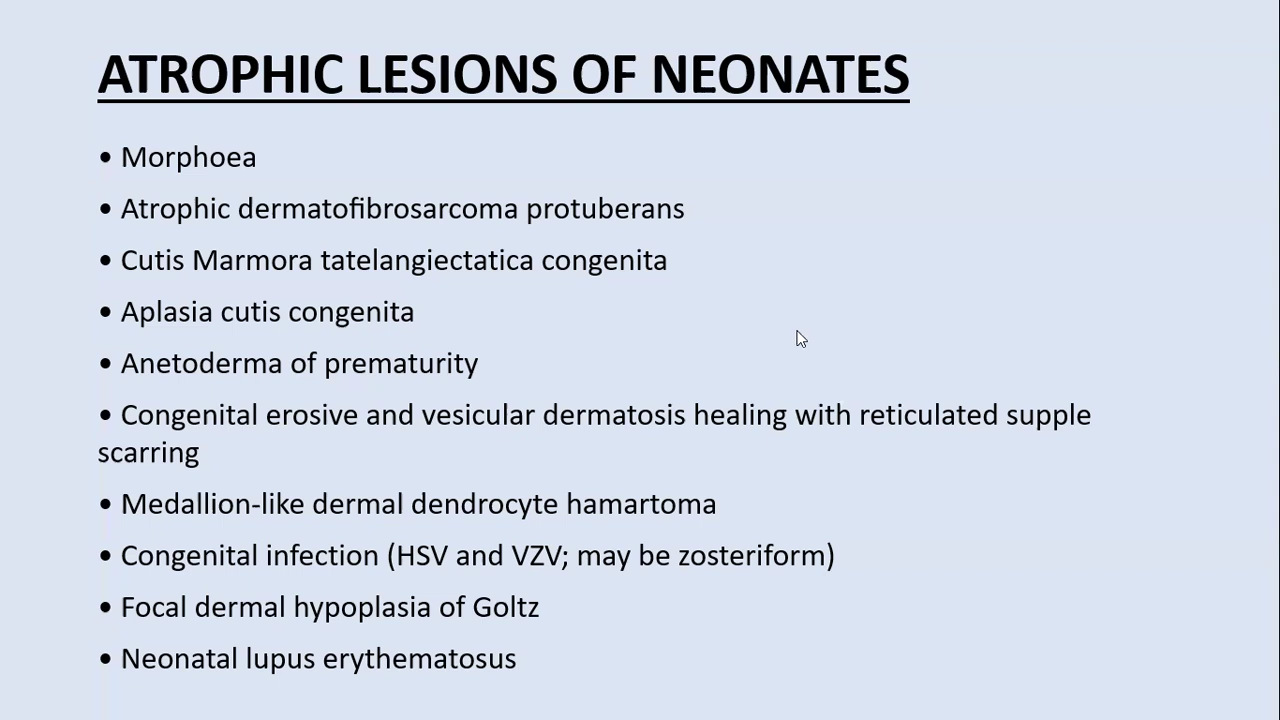 ATROPHIC LESIONS OF NEONATES
• Morphoea
• Atrophic dermatofibrosarcoma protuberans
• Cutis Marmora tatelangiectatica congenita
• Aplasia cutis congenita
• Anetoderma of prematurity
• Congenital erosive and vesicular dermatosis healing with reticulated supple
scarring
• Medallion-like dermal dendrocyte hamartoma
• Congenital infection (HSV and VZV; may be zosteriform)
• Focal dermal hypoplasia of Goltz
• Neonatal lupus erythematosus